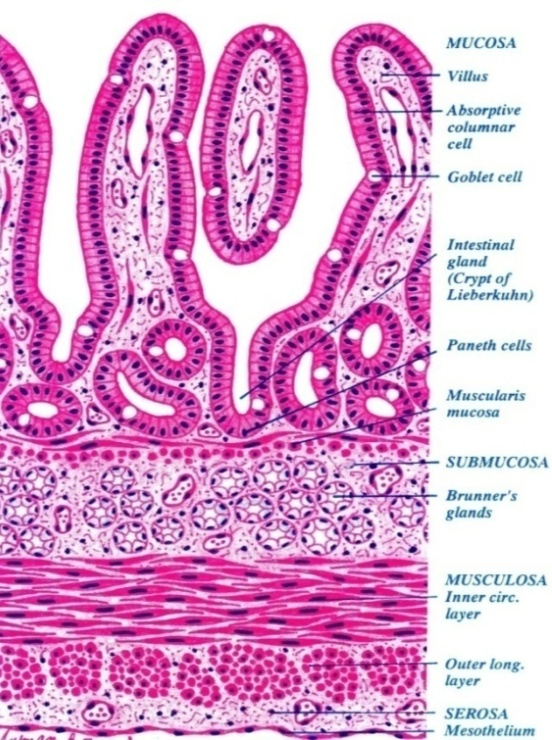 MUCOSA
Villus
Absorptive
columnar
cell
Goblet cell
Intestinal
gland
(Crypt of
Lieberkuhn)
Paneth cells
Muscularis
mucosa
SUBMUCOSA
Brunner's
glands
MUSCULOSA
Inner circ.
layer
Outer long.
layer
SEROSA
Mesothelium